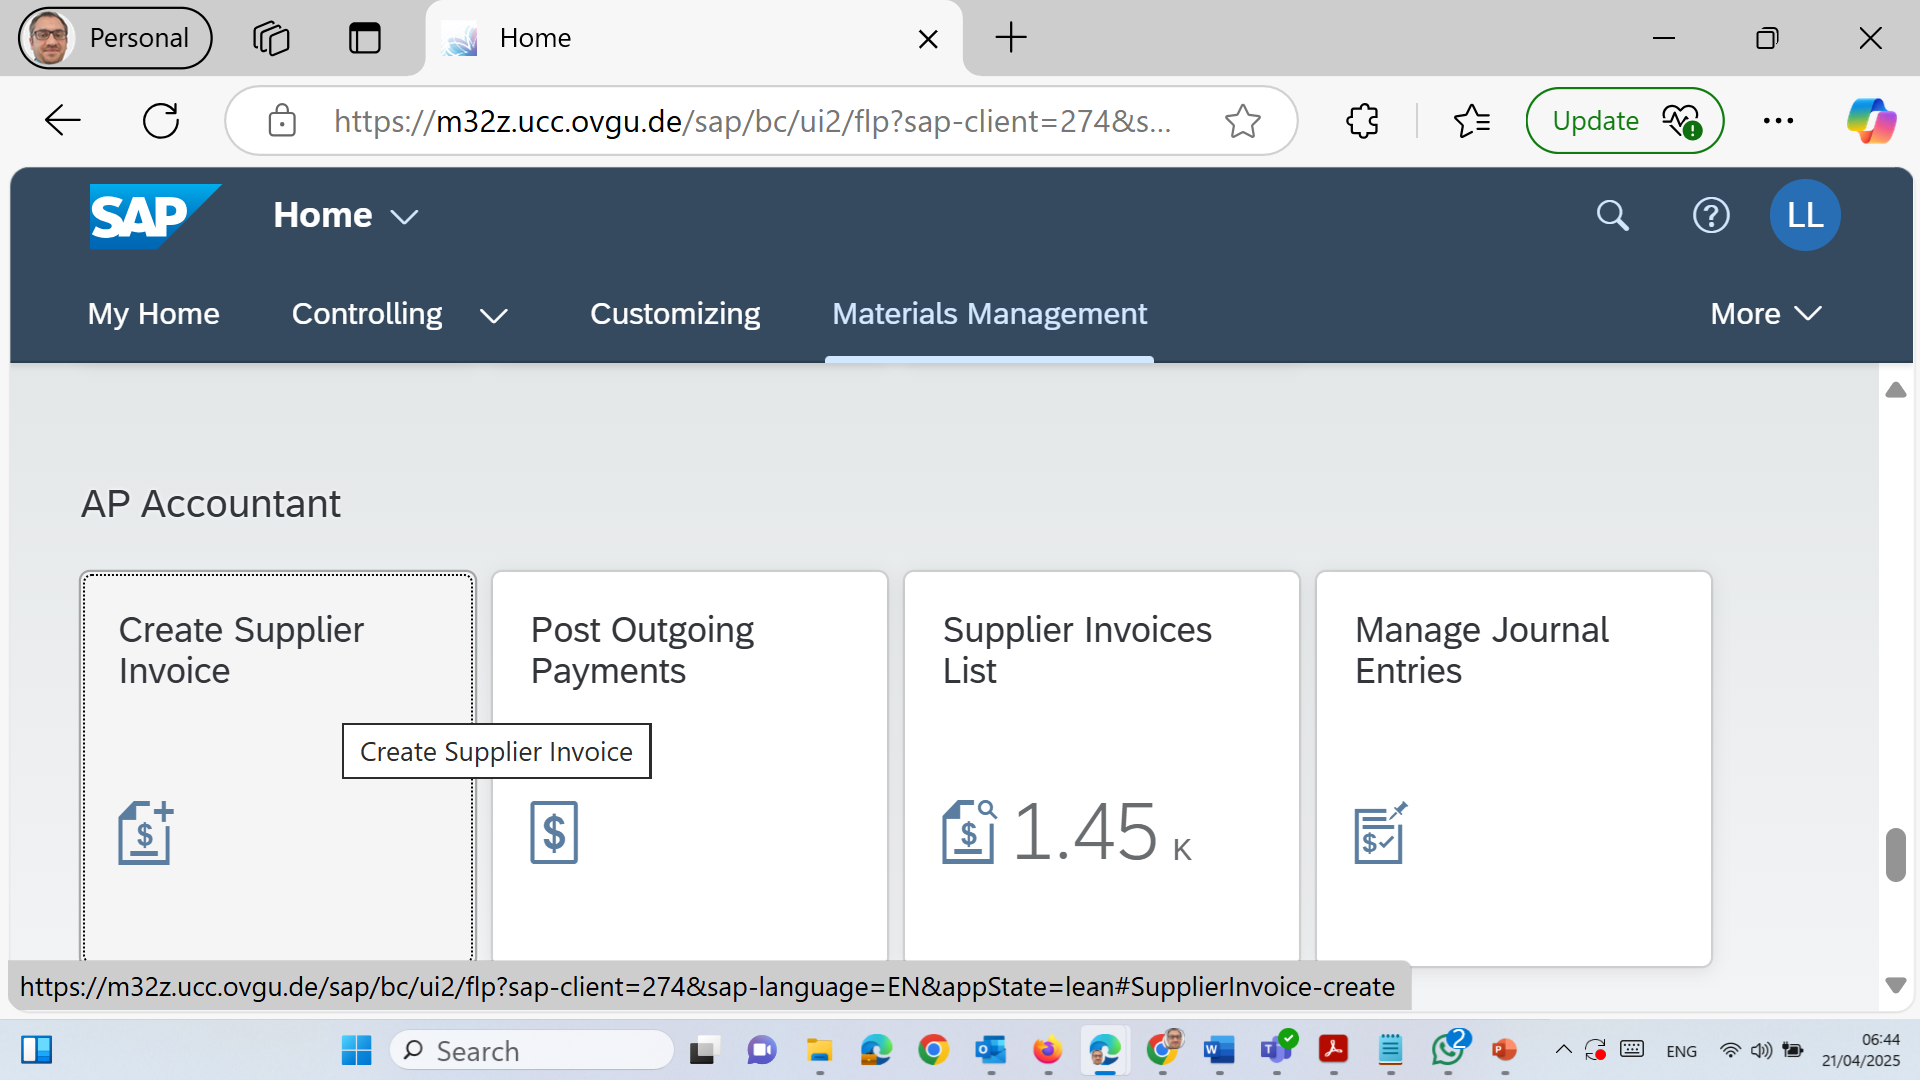 Personal
Home
https://m32z.ucc.ovgu.de/sap/bc/ui2/flp?sap-client=274&s...
Update
SAP
Home
?
LL
My Home
Controlling
Customizing
Materials Management
More
AP Accountant
Create Supplier
Invoice
Post Outgoing
Payments
Supplier Invoices
List
Manage Journal
Entries
Create Supplier Invoice
$
$
$
1.45 K
$
https://m32z.ucc.ovgu.de/sap/bc/ui2/flp?sap-client=274&sap-language=EN&appState=lean#SupplierInvoice-create
Search
2
ENG
06:44
21/04/2025